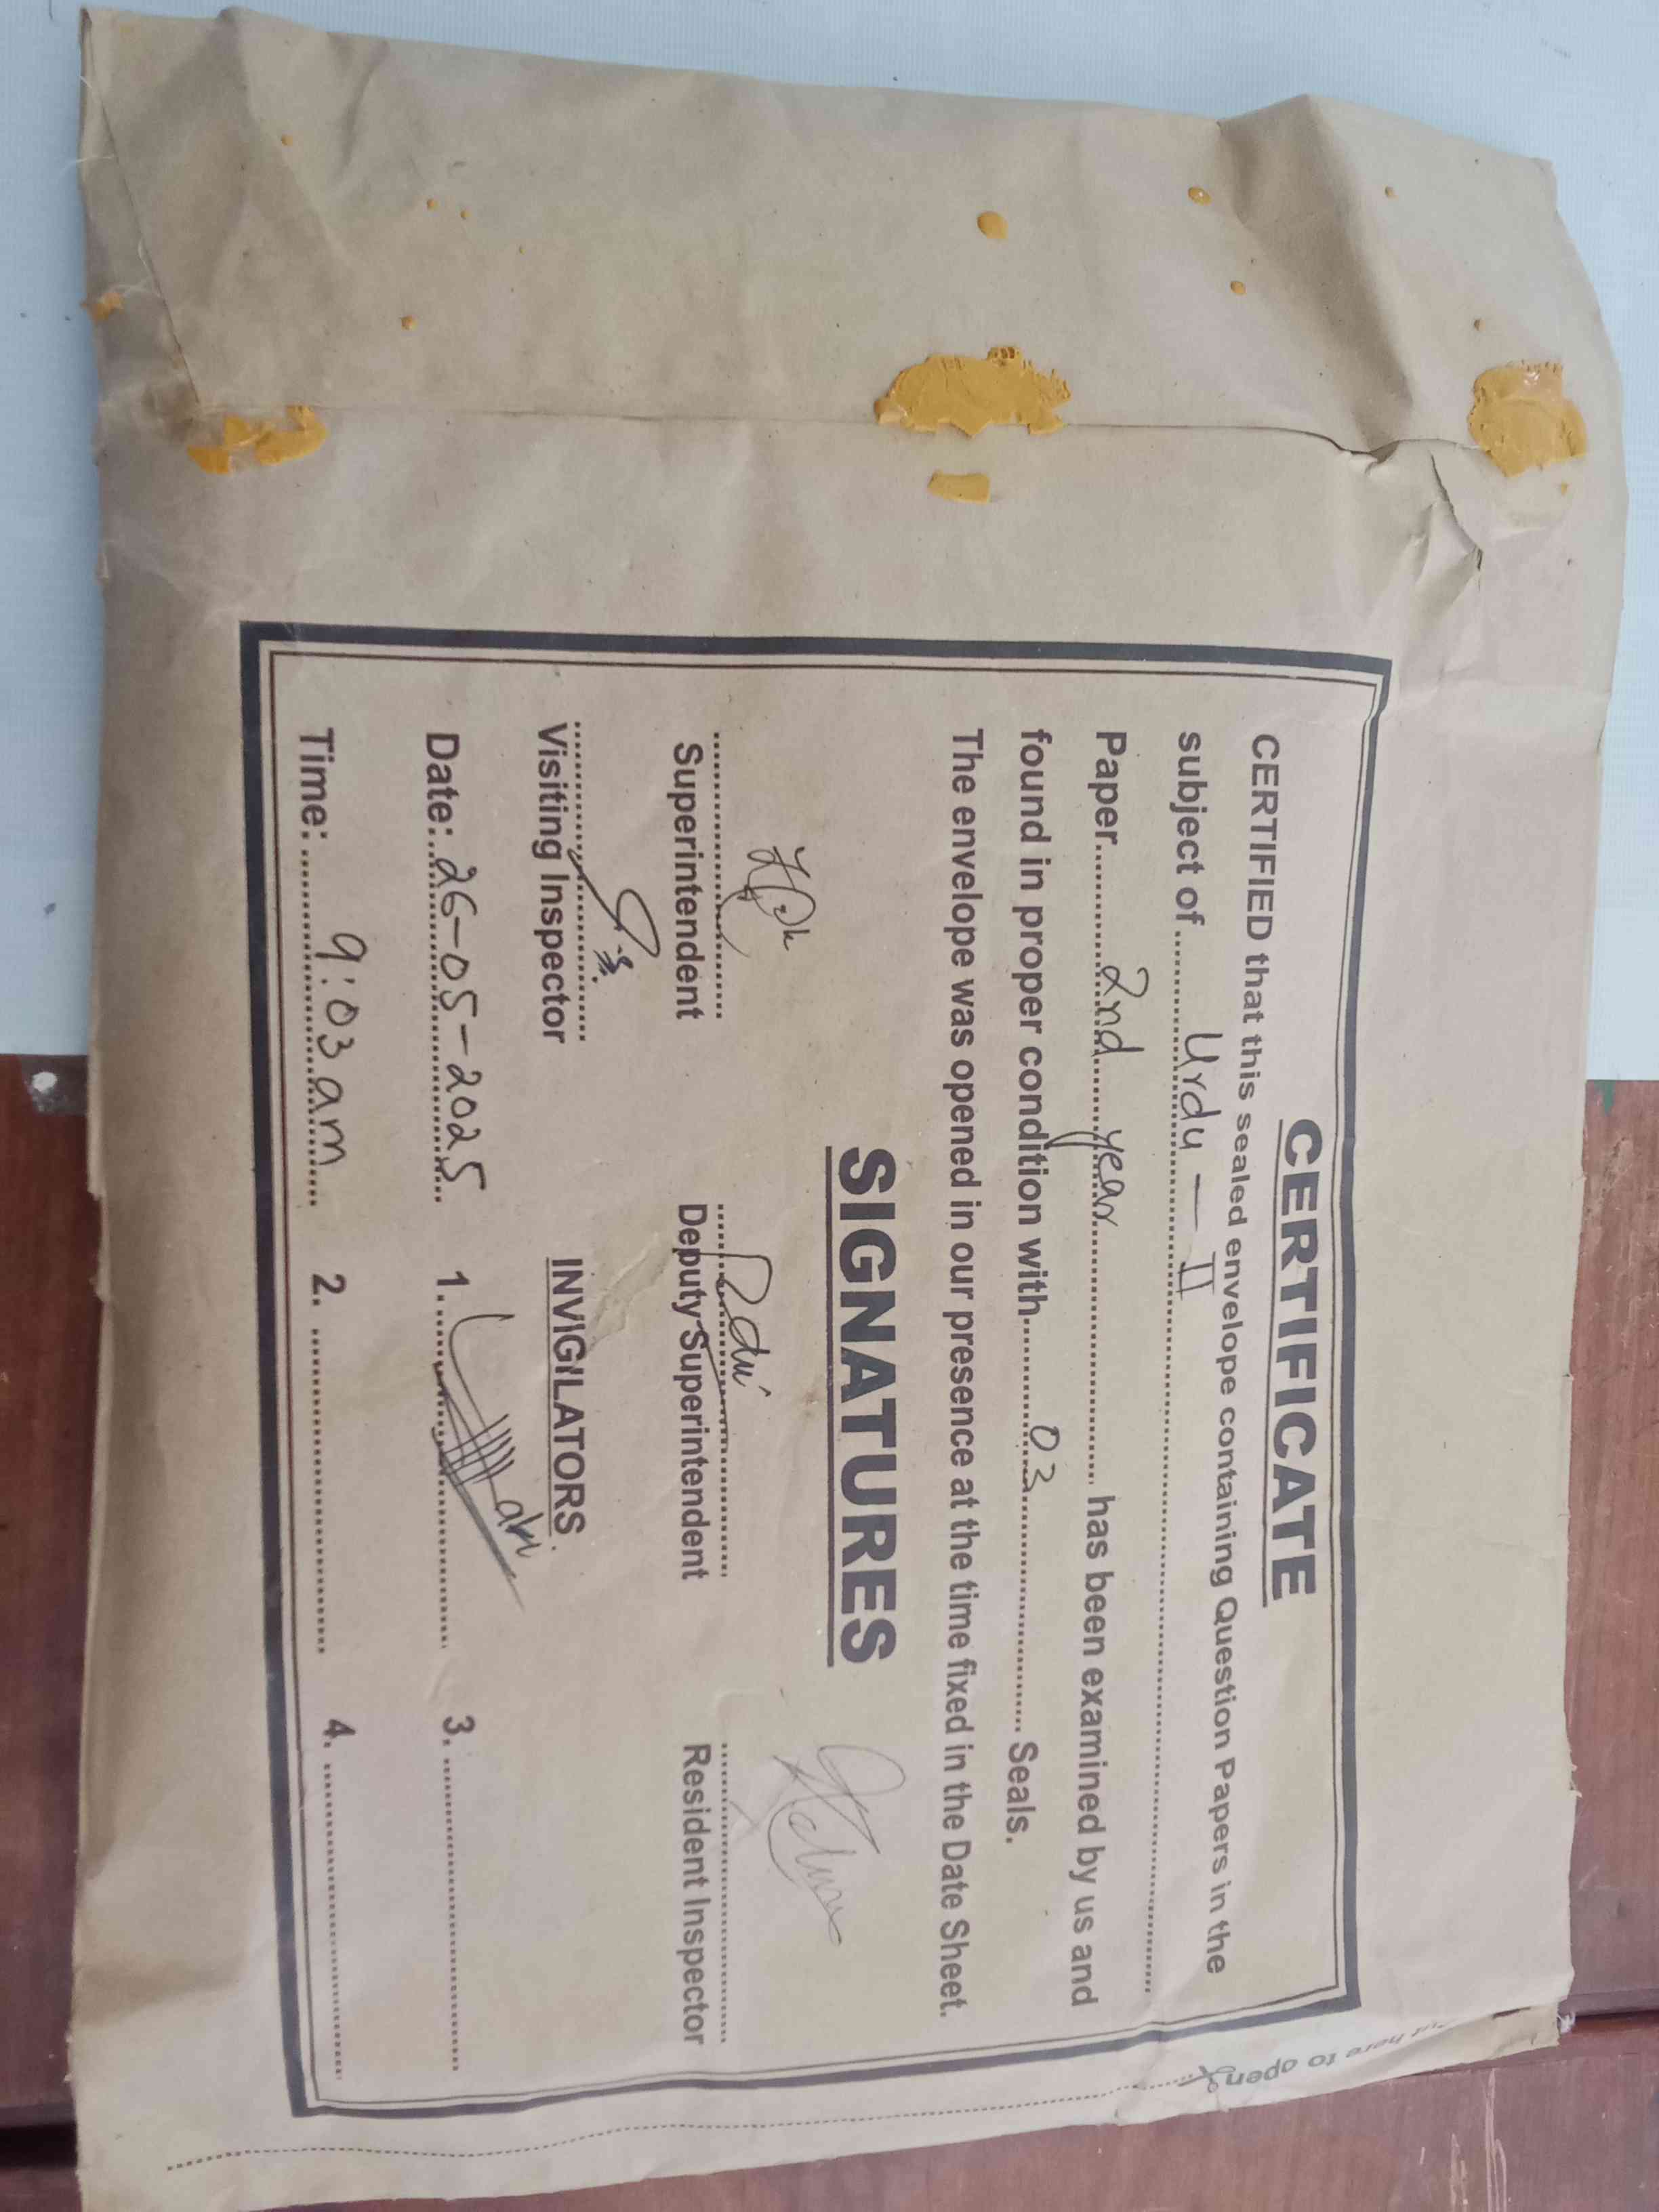 CERTIFICATE
CERTIFIED that this sealed envelope containing Question Papers in the
subject of ........ Urdu — II ........
Paper ........ 2nd year ........ has been examined by us and
found in proper condition with ........ 03 ........ Seals.
The envelope was opened in our presence at the time fixed in the Date Sheet.
SIGNATURES
Superintendent Deputy Superintendent Resident Inspector
Visiting Inspector
INVIGILATORS
Date: 26-05-2025 1. 3.
Time: 9:03 am 2. 4.
Cut here to open